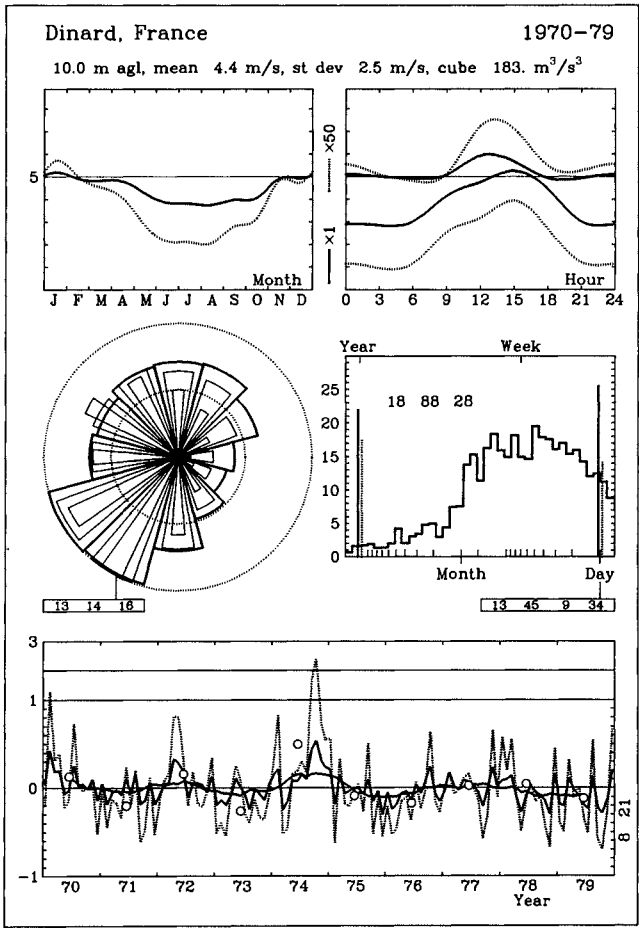 Dinard, France 1970-79
10.0 m agl, mean 4.4 m/s, st dev 2.5 m/s, cube 183. m³/s³
5
×1 ×50
Month
J F M A M J J A S O N D
Hour
0 3 6 9 12 15 18 21 24
Year Week
25
20
15
10
5
0
18 88 28
Month Day
13 14 16
13 45 9 34
3
1
0
-1
70 71 72 73 74 75 76 77 78 79
Year
8 21